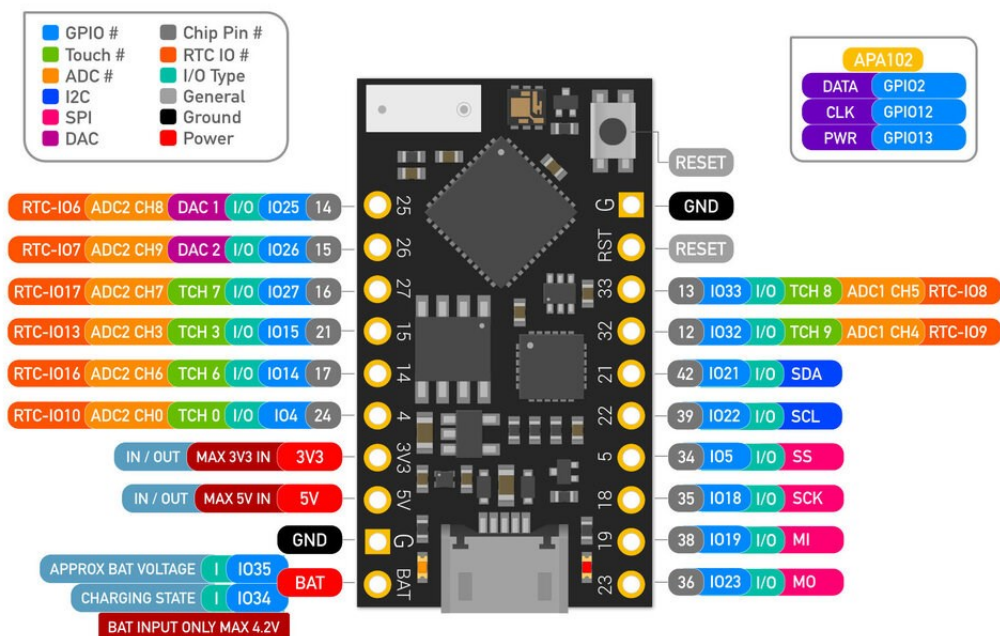 GPIO # Chip Pin #
Touch # RTC IO #
ADC # I/O Type
I2C General
SPI Ground
DAC Power
APA102
DATA GPIO2
CLK GPIO12
PWR GPIO13
RESET
RTC-IO6 ADC2 CH8 DAC 1 I/O IO25 14 25 G GND
RTC-IO7 ADC2 CH9 DAC 2 I/O IO26 15 26 RST RESET
RTC-IO17 ADC2 CH7 TCH 7 I/O IO27 16 27 33 13 IO33 I/O TCH 8 ADC1 CH5 RTC-IO8
RTC-IO13 ADC2 CH3 TCH 3 I/O IO15 21 15 32 12 IO32 I/O TCH 9 ADC1 CH4 RTC-IO9
RTC-IO16 ADC2 CH6 TCH 6 I/O IO14 17 14 21 42 IO21 I/O SDA
RTC-IO10 ADC2 CH0 TCH 0 I/O IO4 24 4 22 39 IO22 I/O SCL
IN / OUT MAX 3V3 IN 3V3 3V3 5 34 IO5 I/O SS
IN / OUT MAX 5V IN 5V 5V 18 35 IO18 I/O SCK
GND G 19 38 IO19 I/O MI
APPROX BAT VOLTAGE I IO35
BAT BAT 23 36 IO23 I/O MO
CHARGING STATE I IO34
BAT INPUT ONLY MAX 4.2V